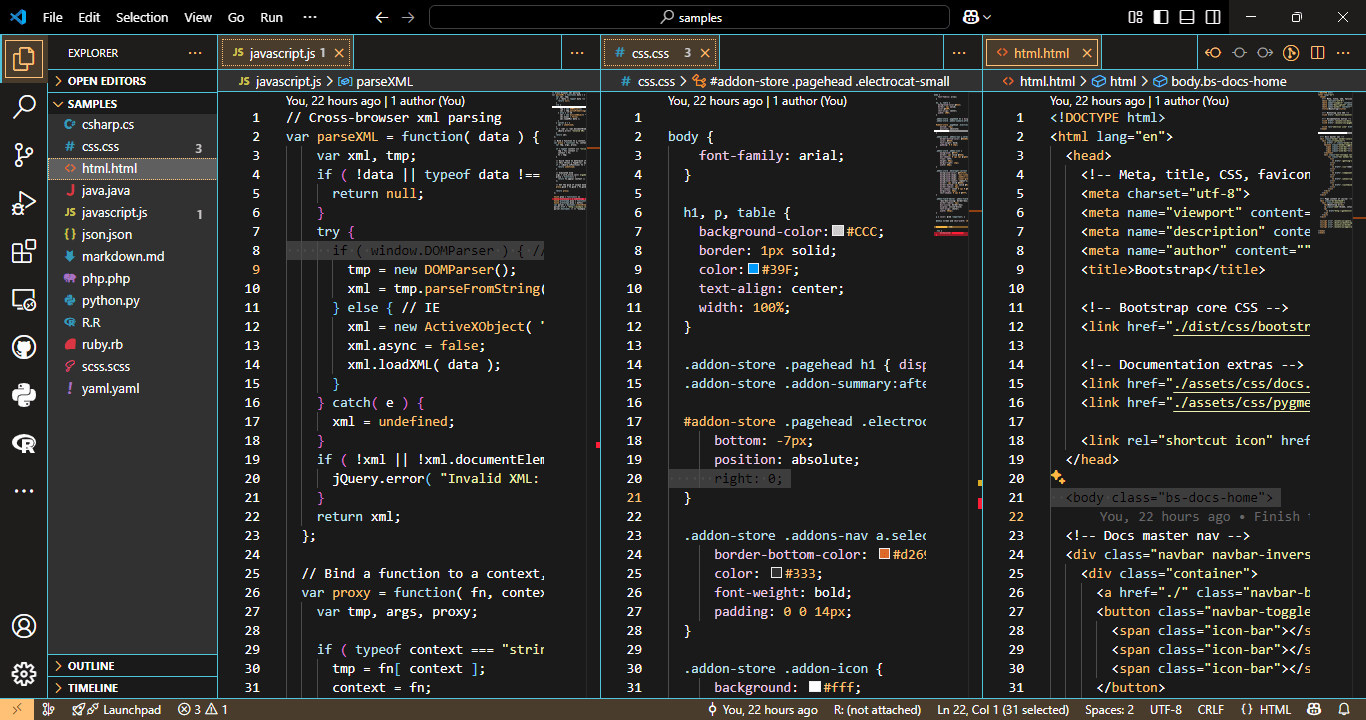 File Edit Selection View Go Run ···
samples
EXPLORER ···
OPEN EDITORS
SAMPLES
csharp.cs
css.css 3
html.html
java.java
javascript.js 1
json.json
markdown.md
php.php
python.py
R.R
ruby.rb
scss.scss
yaml.yaml
OUTLINE
TIMELINE
JS javascript.js 1 ···
JS javascript.js > parseXML
You, 22 hours ago | 1 author (You)
1 // Cross-browser xml parsing
2 var parseXML = function( data ) {
3 var xml, tmp;
4 if ( !data || typeof data !==
5 return null;
6 }
7 try {
8 if ( window.DOMParser ) { //
9 tmp = new DOMParser();
10 xml = tmp.parseFromString(
11 } else { // IE
12 xml = new ActiveXObject( "
13 xml.async = false;
14 xml.loadXML( data );
15 }
16 } catch( e ) {
17 xml = undefined;
18 }
19 if ( !xml || !xml.documentElem
20 jQuery.error( "Invalid XML:
21 }
22 return xml;
23 };
24
25 // Bind a function to a context,
26 var proxy = function( fn, contex
27 var tmp, args, proxy;
28
29 if ( typeof context === "strin
30 tmp = fn[ context ];
31 context = fn;
# css.css 3 ···
# css.css > #addon-store .pagehead .electrocat-small
You, 22 hours ago | 1 author (You)
1
2 body {
3 font-family: arial;
4 }
5
6 h1, p, table {
7 background-color: #CCC;
8 border: 1px solid;
9 color: #39F;
10 text-align: center;
11 width: 100%;
12 }
13
14 .addon-store .pagehead h1 { disp
15 .addon-store .addon-summary:afte
16
17 #addon-store .pagehead .electroc
18 bottom: -7px;
19 position: absolute;
20 right: 0;
21 }
22
23 .addon-store .addons-nav a.selec
24 border-bottom-color: #d269
25 color: #333;
26 font-weight: bold;
27 padding: 0 0 14px;
28 }
29
30 .addon-store .addon-icon {
31 background: #fff;
<> html.html ···
<> html.html > html > body.bs-docs-home
You, 22 hours ago | 1 author (You)
1 <!DOCTYPE html>
2 <html lang="en">
3 <head>
4 <!-- Meta, title, CSS, favicon
5 <meta charset="utf-8">
6 <meta name="viewport" content=
7 <meta name="description" conte
8 <meta name="author" content=""
9 <title>Bootstrap</title>
10
11 <!-- Bootstrap core CSS -->
12 <link href="./dist/css/bootstr
13
14 <!-- Documentation extras -->
15 <link href="./assets/css/docs.
16 <link href="./assets/css/pygme
17
18 <link rel="shortcut icon" href
19 </head>
20
21 <body class="bs-docs-home">
22 You, 22 hours ago • Finish
23 <!-- Docs master nav -->
24 <div class="navbar navbar-invers
25 <div class="container">
26 <a href="./" class="navbar-b
27 <button class="navbar-toggle
28 <span class="icon-bar"></s
29 <span class="icon-bar"></s
30 <span class="icon-bar"></s
31 </button>
Launchpad 3 1 You, 22 hours ago R: (not attached) Ln 22, Col 1 (31 selected) Spaces: 2 UTF-8 CRLF {} HTML